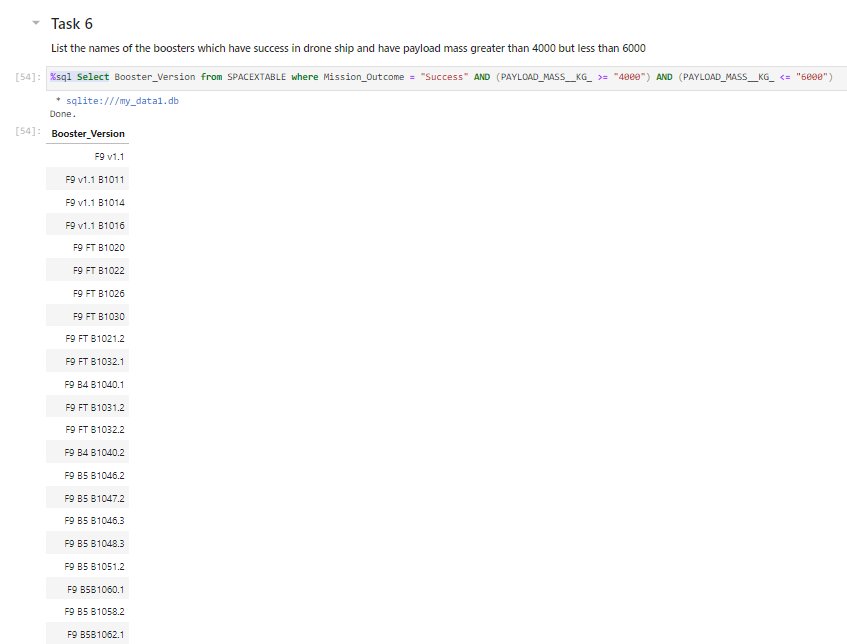 Task 6
List the names of the boosters which have success in drone ship and have payload mass greater than 4000 but less than 6000
[54]: %sql Select Booster_Version from SPACEXTABLE where Mission_Outcome = "Success" AND (PAYLOAD_MASS__KG_ >= "4000") AND (PAYLOAD_MASS__KG_ <= "6000")
* sqlite:///my_data1.db
Done.
[54]: Booster_Version
F9 v1.1
F9 v1.1 B1011
F9 v1.1 B1014
F9 v1.1 B1016
F9 FT B1020
F9 FT B1022
F9 FT B1026
F9 FT B1030
F9 FT B1021.2
F9 FT B1032.1
F9 B4 B1040.1
F9 FT B1031.2
F9 FT B1032.2
F9 B4 B1040.2
F9 B5 B1046.2
F9 B5 B1047.2
F9 B5 B1046.3
F9 B5 B1048.3
F9 B5 B1051.2
F9 B5B1060.1
F9 B5 B1058.2
F9 B5B1062.1